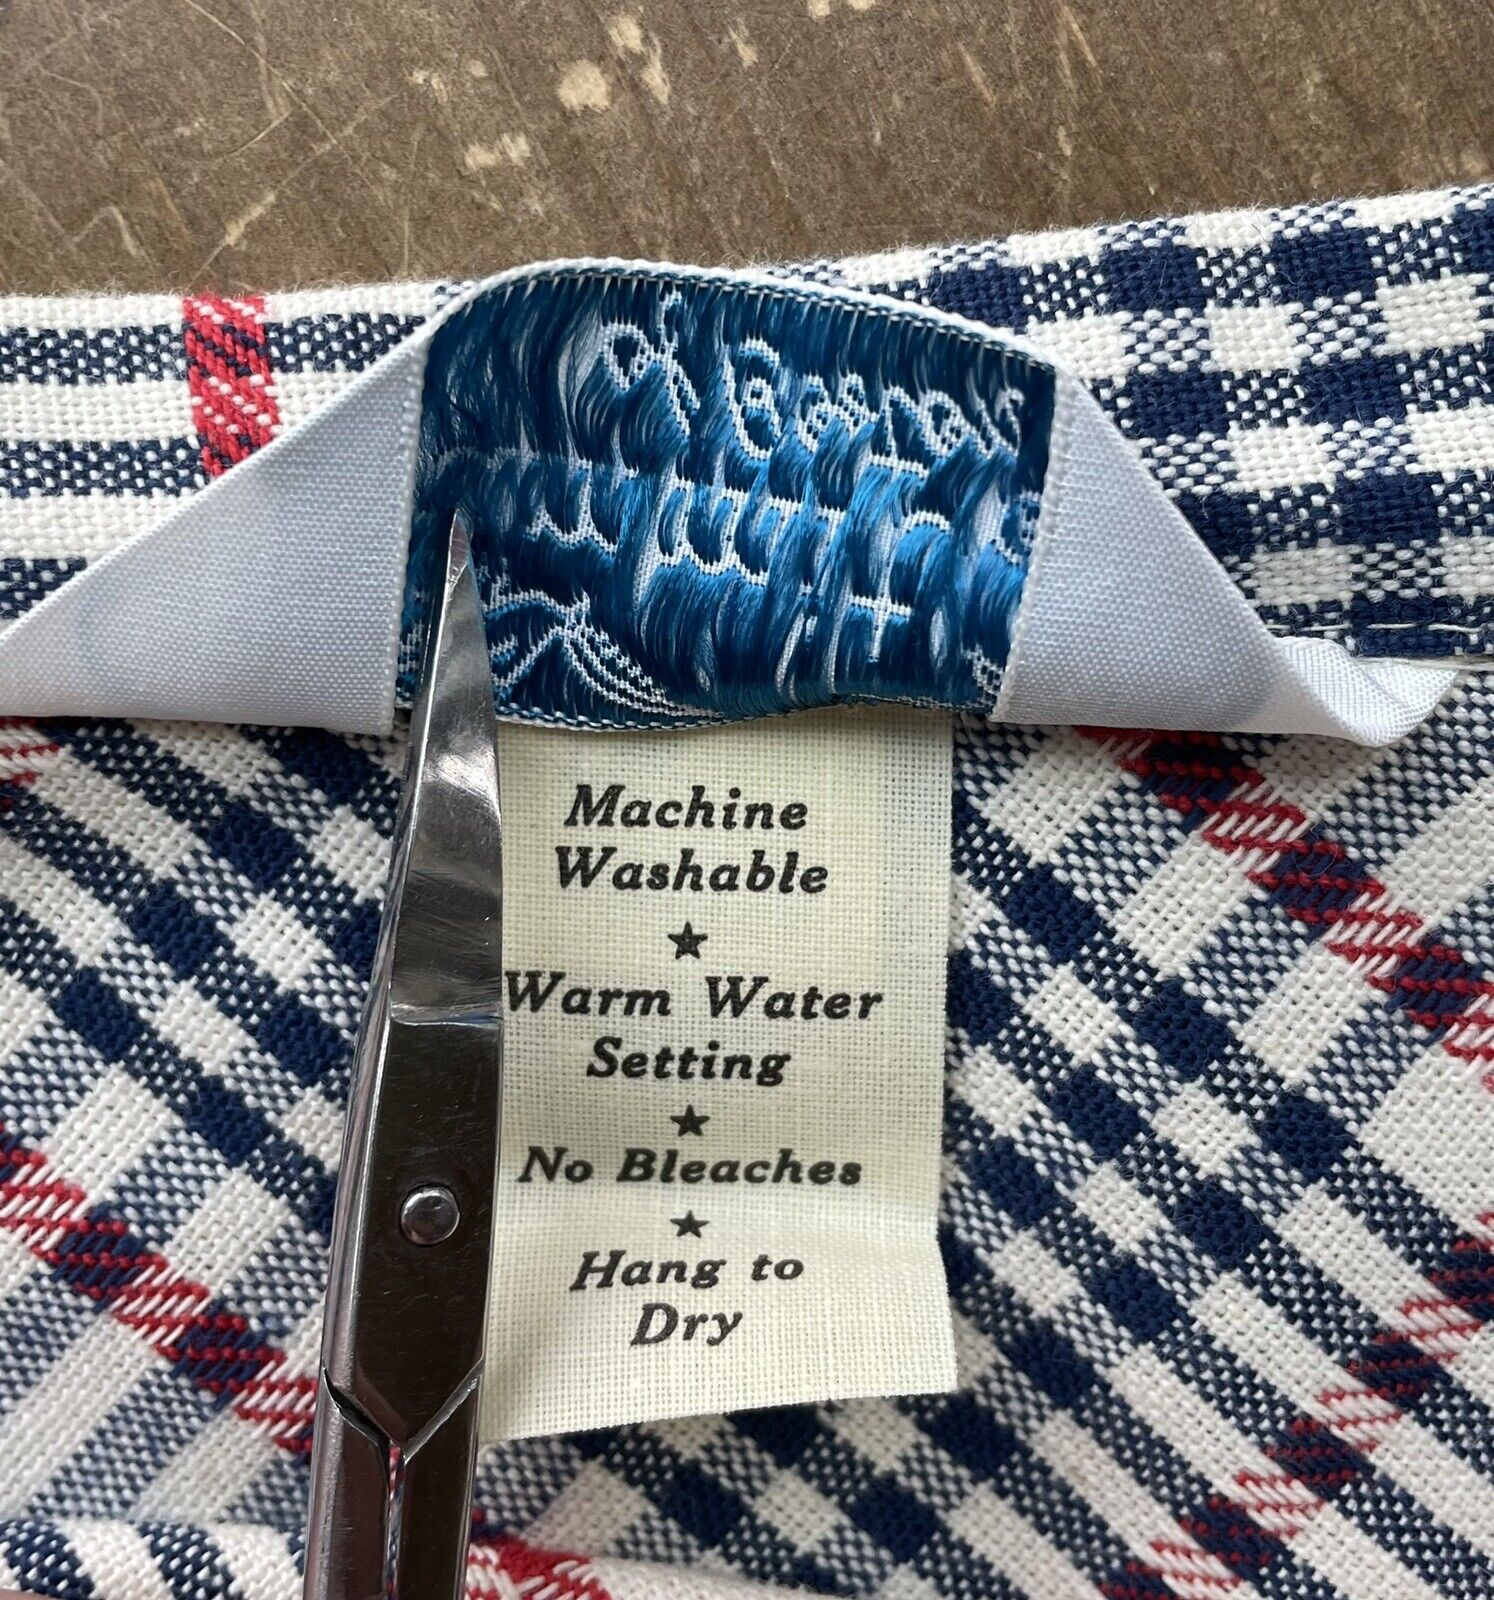 Machine
Washable
Warm Water
Setting
No Bleaches
Hang to
Dry